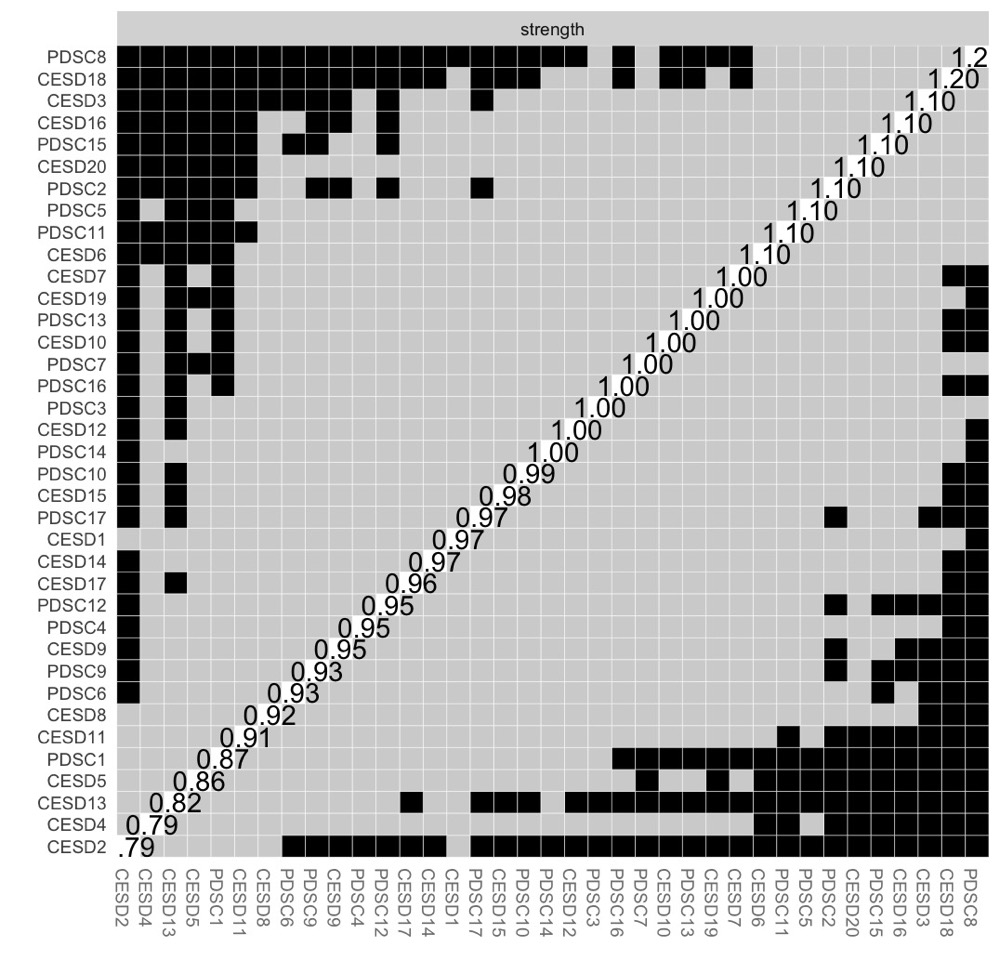 strength
PDSC8 1.2
CESD18 1.20
CESD3 1.10
CESD16 1.10
PDSC15 1.10
CESD20 1.10
PDSC2 1.10
PDSC5 1.10
PDSC11 1.10
CESD6 1.10
CESD7 1.00
CESD19 1.00
PDSC13 1.00
CESD10 1.00
PDSC7 1.00
PDSC16 1.00
PDSC3 1.00
CESD12 1.00
PDSC14 1.00
PDSC10 0.99
CESD15 0.98
PDSC17 0.97
CESD1 0.97
CESD14 0.97
CESD17 0.96
PDSC12 0.95
PDSC4 0.95
CESD9 0.95
PDSC9 0.93
PDSC6 0.93
CESD8 0.92
CESD11 0.91
PDSC1 0.87
CESD5 0.86
CESD13 0.82
CESD4 0.79
CESD2 .79
CESD2
CESD4
CESD13
CESD5
PDSC1
CESD11
CESD8
PDSC6
PDSC9
CESD9
PDSC4
PDSC12
CESD17
CESD14
CESD1
PDSC17
CESD15
PDSC10
PDSC14
CESD12
PDSC3
PDSC16
PDSC7
CESD10
PDSC13
CESD19
CESD7
CESD6
PDSC11
PDSC5
PDSC2
CESD20
PDSC15
CESD16
CESD3
CESD18
PDSC8